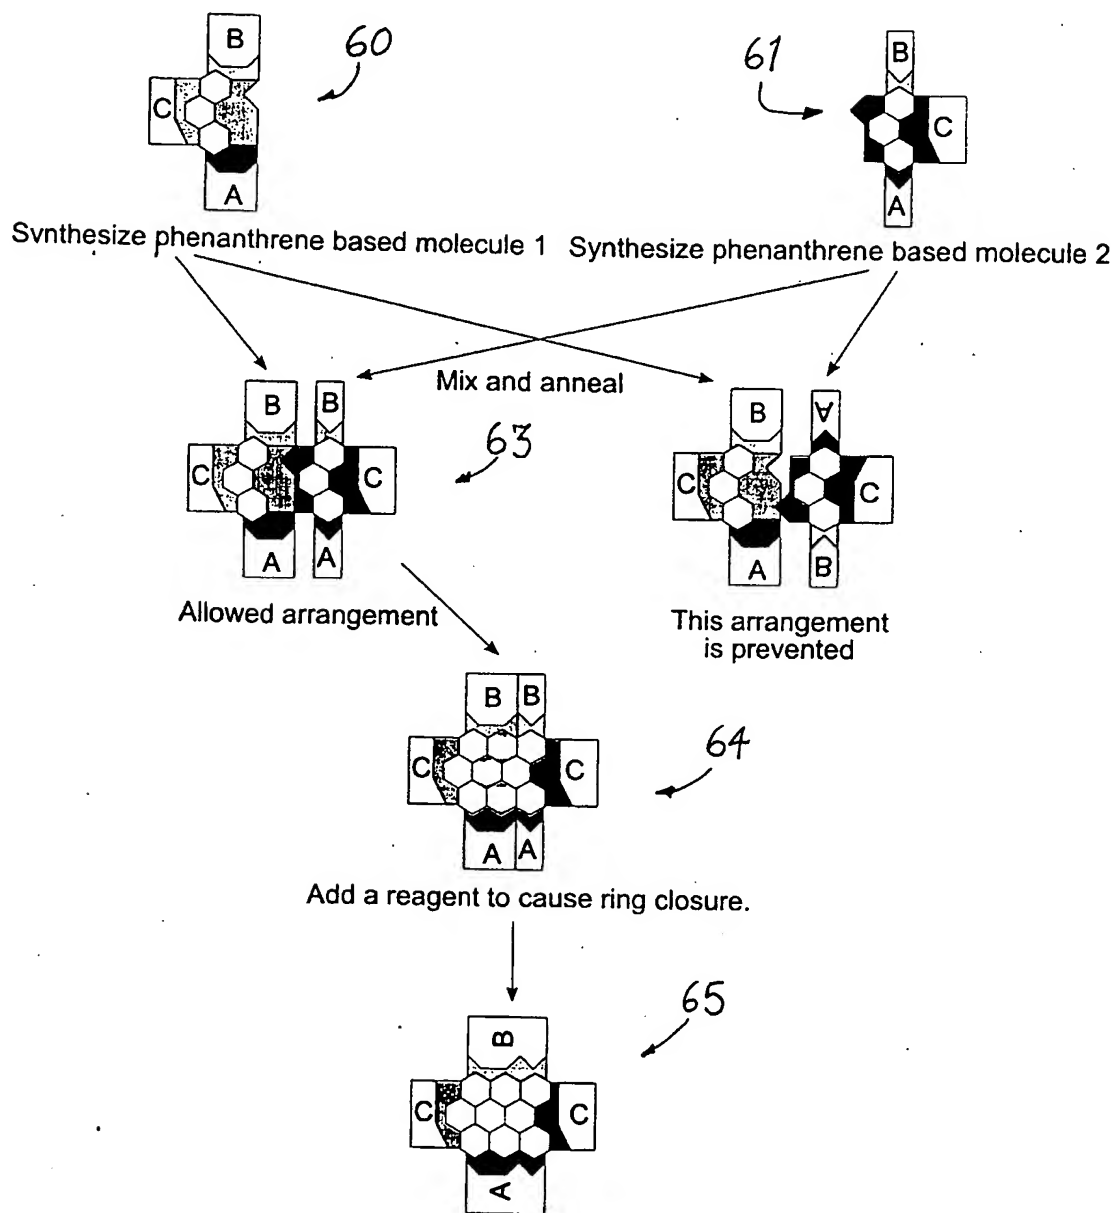 B
60
C
A
61
B
C
A
Svnthesize phenanthrene based molecule 1
Synthesize phenanthrene based molecule 2
Mix and anneal
B
B
C
C
A
A
63
B
A
C
C
A
B
Allowed arrangement
This arrangement
is prevented
B
B
C
C
A
A
64
Add a reagent to cause ring closure.
65
B
C
C
A